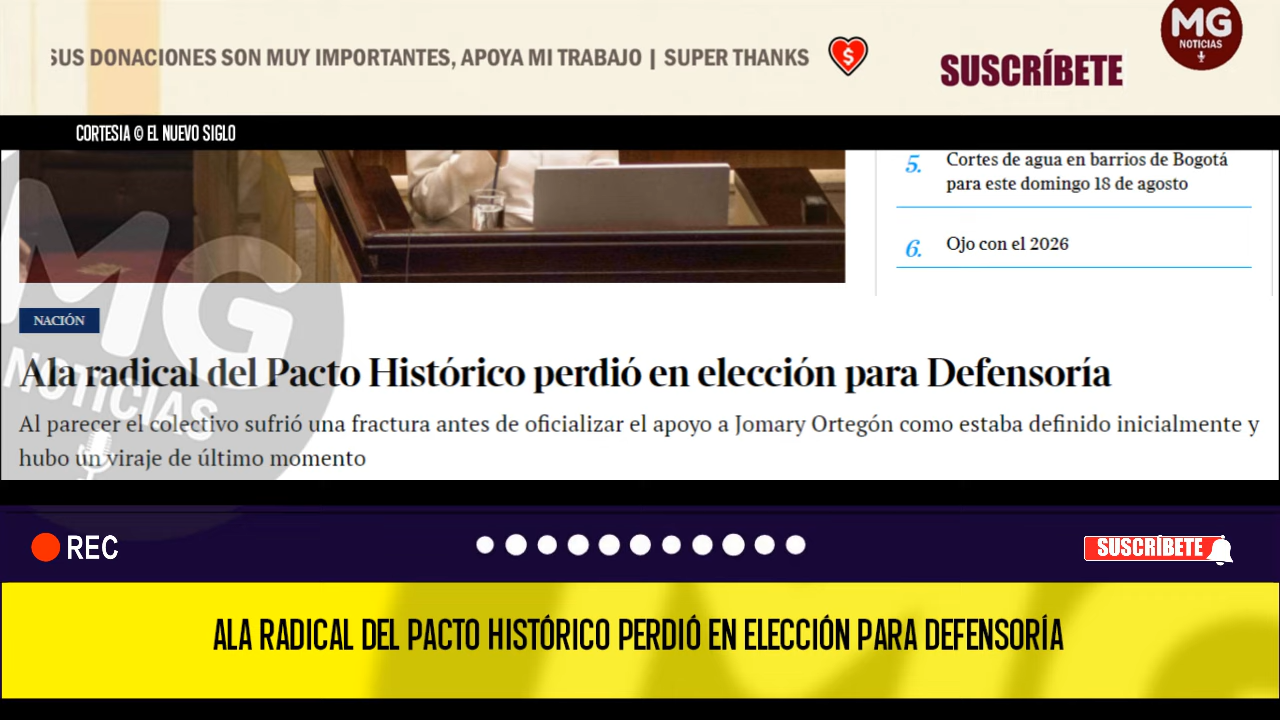 SUS DONACIONES SON MUY IMPORTANTES, APOYA MI TRABAJO | SUPER THANKS
$
SUSCRÍBETE
MG
NOTICIAS
CORTESIA © EL NUEVO SIGLO
5. Cortes de agua en barrios de Bogotá
para este domingo 18 de agosto
6. Ojo con el 2026
MG
NOTICIAS
NACIÓN
Ala radical del Pacto Histórico perdió en elección para Defensoría
Al parecer el colectivo sufrió una fractura antes de oficializar el apoyo a Jomary Ortegón como estaba definido inicialmente y
hubo un viraje de último momento
REC
SUSCRÍBETE
ALA RADICAL DEL PACTO HISTÓRICO PERDIÓ EN ELECCIÓN PARA DEFENSORÍA